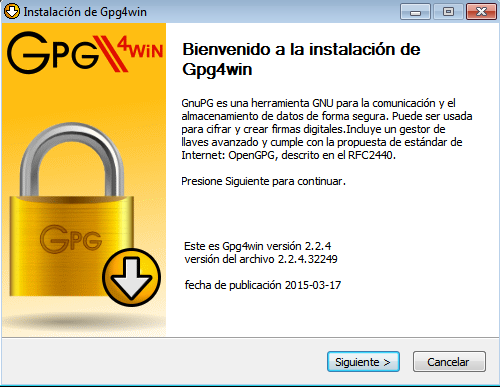 Instalación de Gpg4win
GPG4WIN
Bienvenido a la instalación de
Gpg4win
GnuPG es una herramienta GNU para la comunicación y el
almacenamiento de datos de forma segura. Puede ser usada
para cifrar y crear firmas digitales.Incluye un gestor de
llaves avanzado y cumple con la propuesta de estándar de
Internet: OpenGPG, descrito en el RFC2440.
Presione Siguiente para continuar.
GPG
Este es Gpg4win versión 2.2.4
versión del archivo 2.2.4.32249
fecha de publicación 2015-03-17
Siguiente >
Cancelar